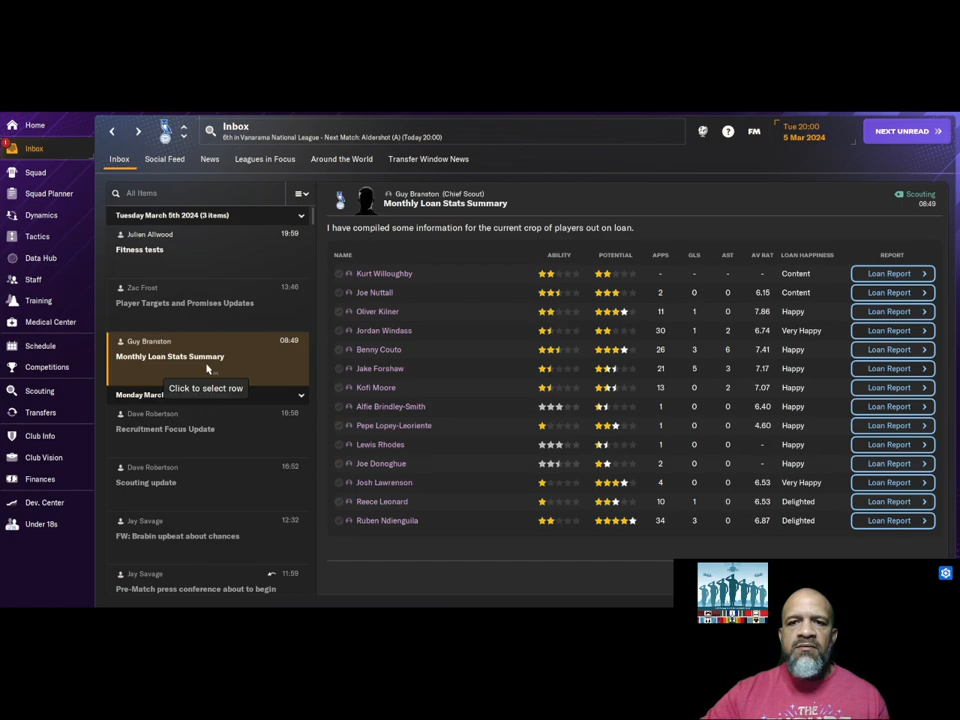 Home
Inbox
6th in Vanarama National League - Next Match: Aldershot (A) (Today 20:00)
FM
Tue 20:00
5 Mar 2024
NEXT UNREAD
1
Inbox
Squad
Squad Planner
Dynamics
Tactics
Data Hub
Staff
Training
Medical Center
Schedule
Competitions
Scouting
Transfers
Club Info
Club Vision
Finances
Dev. Center
Under 18s
Inbox Social Feed News Leagues in Focus Around the World Transfer Window News
All Items
Tuesday March 5th 2024 (3 items)
Julien Allwood 19:59
Fitness tests
Zac Frost 13:46
Player Targets and Promises Updates
Guy Branston 08:49
Monthly Loan Stats Summary
Click to select row
Monday March
Dave Robertson 16:58
Recruitment Focus Update
Dave Robertson 16:52
Scouting update
Jay Savage 12:32
FW: Brabin upbeat about chances
Jay Savage 11:59
Pre-Match press conference about to begin
Guy Branston (Chief Scout) Scouting
Monthly Loan Stats Summary 08:49
I have compiled some information for the current crop of players out on loan.
NAME ABILITY POTENTIAL APPS GLS AST AV RAT LOAN HAPPINESS REPORT
Kurt Willoughby - - - - Content Loan Report
Joe Nuttall 2 0 0 6.15 Content Loan Report
Oliver Kilner 11 1 0 7.86 Happy Loan Report
Jordan Windass 30 1 2 6.74 Very Happy Loan Report
Benny Couto 26 3 6 7.41 Happy Loan Report
Jake Forshaw 21 5 3 7.17 Happy Loan Report
Kofi Moore 13 0 2 7.07 Happy Loan Report
Alfie Brindley-Smith 1 0 0 6.40 Happy Loan Report
Pepe Lopey-Leoriente 1 0 0 4.60 Happy Loan Report
Lewis Rhodes 1 0 0 - Happy Loan Report
Joe Donoghue 2 0 0 - Happy Loan Report
Josh Lawrenson 4 0 0 6.53 Very Happy Loan Report
Reece Leonard 10 1 0 6.53 Delighted Loan Report
Ruben Ndienguila 34 3 0 6.87 Delighted Loan Report
THE